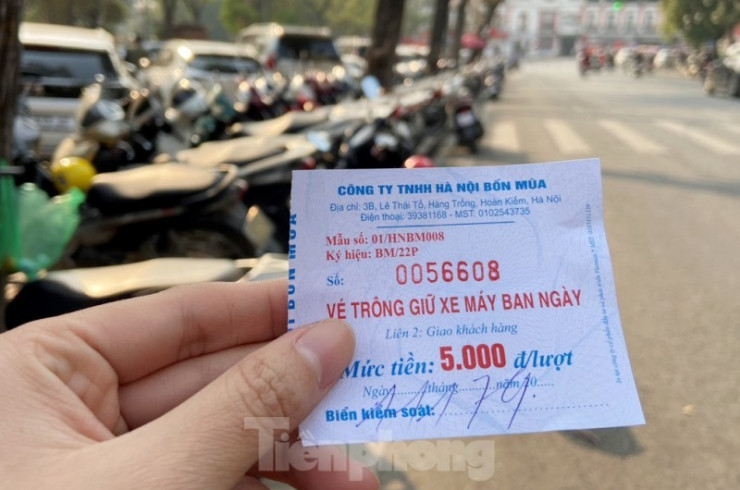 CÔNG TY TNHH HÀ NỘI BỐN MÙA
Địa chỉ: 3B, Lê Thái Tổ, Hàng Trống, Hoàn Kiếm, Hà Nội
Điện thoại: 39381168 - MST: 0102543735
Mẫu số: 01/HNBM008
Ký hiệu: BM/22P
Số: 0056608
VÉ TRÔNG GIỮ XE MÁY BAN NGÀY
Liên 2: Giao khách hàng
Mức tiền: 5.000 đ/lượt
Ngày......tháng......năm 20.....
Biển kiểm soát:
BỐN MÙA
Tiền phong